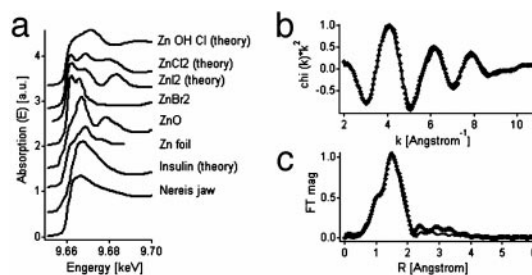 a
Absorption (E) [a.u.]
4
3
2
1
0
Zn OH Cl (theory)
ZnCl2 (theory)
ZnI2 (theory)
ZnBr2
ZnO
Zn foil
Insulin (theory)
Nereis jaw
9.66 9.68 9.70
Engergy [keV]
b
chi (k)*k²
1.0
0.5
0.0
-0.5
2 4 6 8 10
k [Angstrom⁻¹]
c
FT mag
1.0
0.5
0.0
0 1 2 3 4 5 6
R [Angstrom]